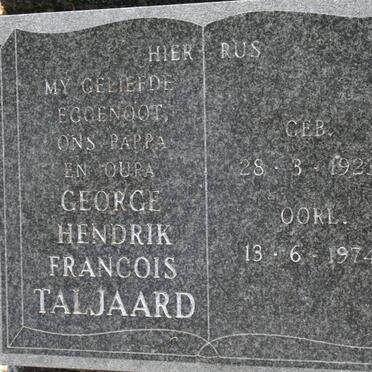 HIER RUS
MY GELIEFDE
EGGENOOT,
ONS PAPPA
EN OUPA
GEORGE
HENDRIK
FRANCOIS
TALJAARD
GEB.
28 - 3 -
OORL.
13 - 6 - 1974